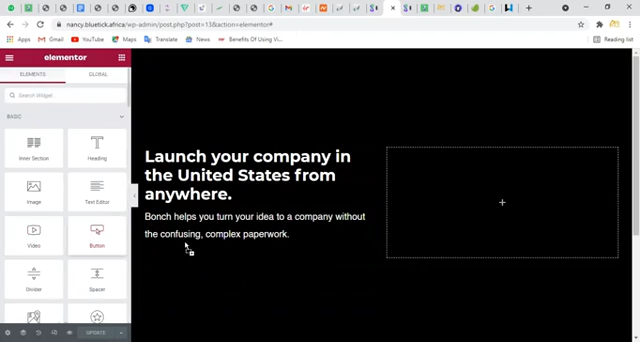 nancy.bluetick.africa/wp-admin/post.php?post=13&action=elementor#
Reading list
Apps
Gmail
YouTube
Maps
Translate
News
Benefits Of Using Vi...
elementor
ELEMENTS
GLOBAL
Search Widget...
BASIC
Inner Section
Heading
Image
Text Editor
Video
Button
Divider
Spacer
UPDATE
Launch your company in
the United States from
anywhere.
Bonch helps you turn your idea to a company without
the confusing, complex paperwork.